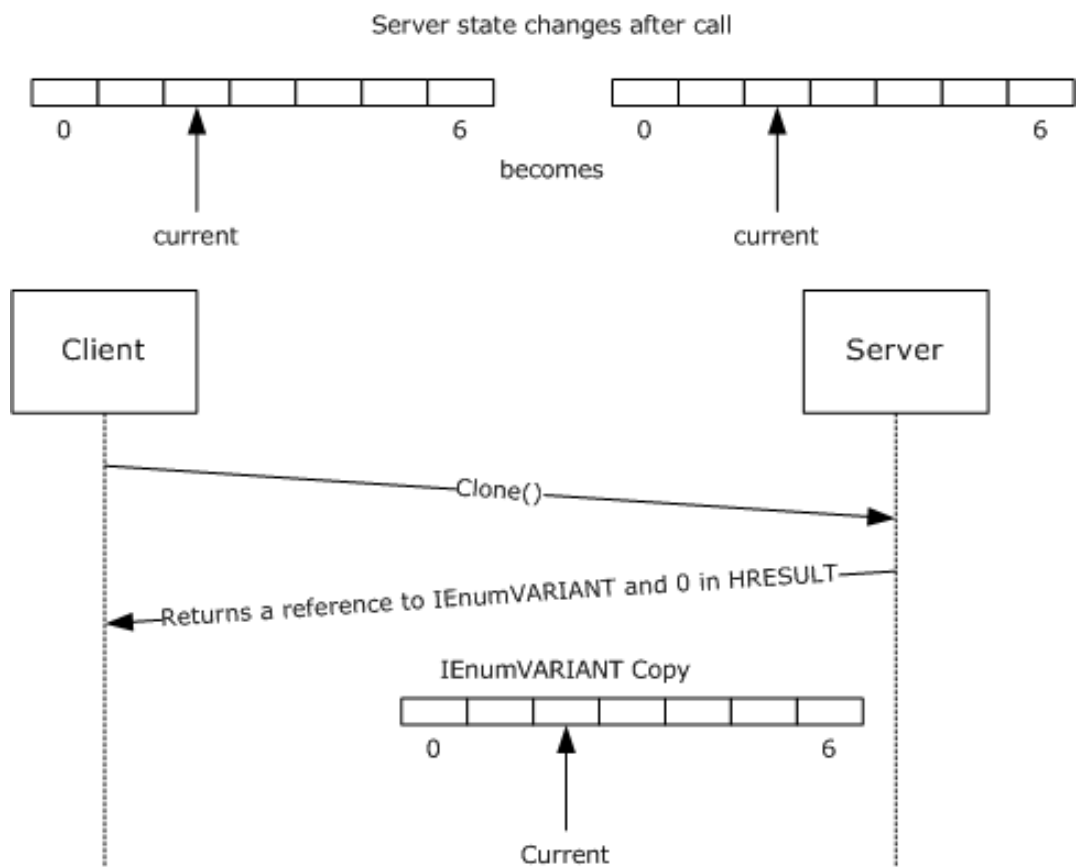 Server state changes after call
0 6 0 6
becomes
current current
Client Server
Clone()
Returns a reference to IEnumVARIANT and 0 in HRESULT
IEnumVARIANT Copy
0 6
Current